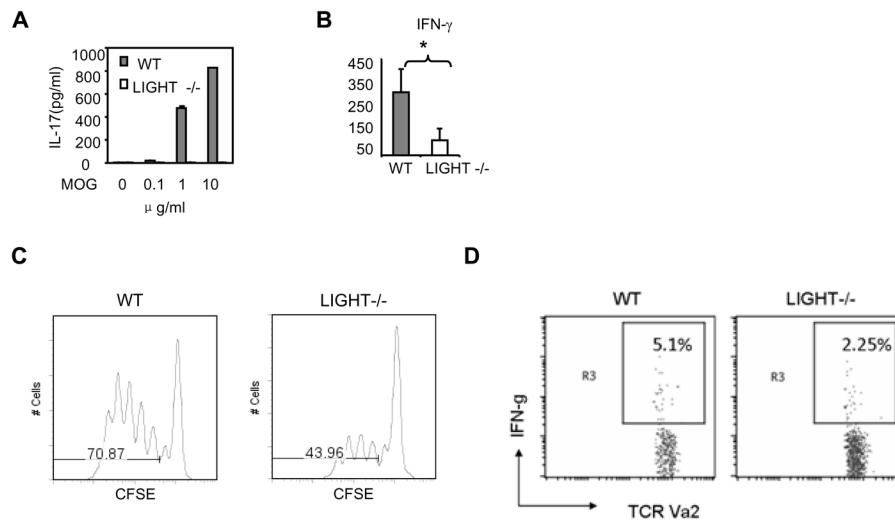 A
IL-17(pg/ml)
1000
800
600
400
200
0
WT
LIGHT -/-
MOG 0 0.1 1 10
μ g/ml
B
IFN-γ
*
450
350
250
150
50
WT LIGHT -/-
C
WT
# Cells
70.87
CFSE
LIGHT-/-
# Cells
43.96
CFSE
D
WT
R3
5.1%
LIGHT-/-
R3
2.25%
IFN-g
TCR Va2